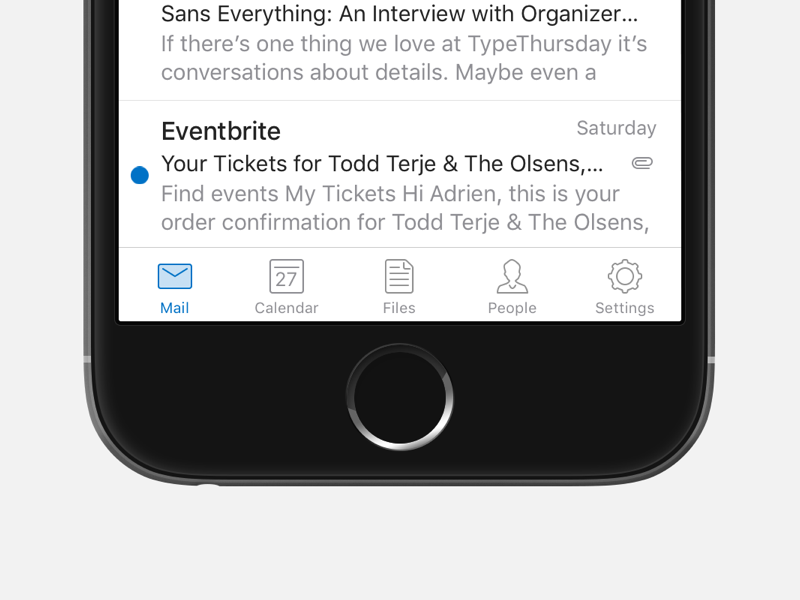 Sans Everything: An Interview with Organizer...
If there’s one thing we love at TypeThursday it’s
conversations about details. Maybe even a
Eventbrite
Saturday
Your Tickets for Todd Terje & The Olsens,...
Find events My Tickets Hi Adrien, this is your
order confirmation for Todd Terje & The Olsens,
27
Mail
Calendar
Files
People
Settings